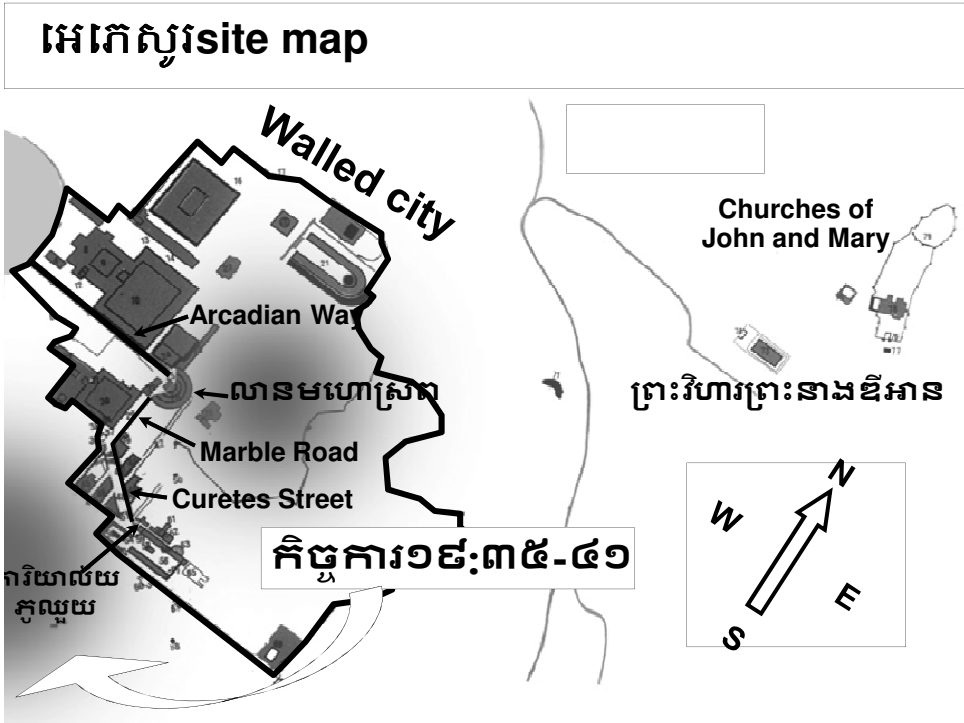 អេភេសូរsite map
Walled city
Churches of
John and Mary
Arcadian Way
លានមហោស្រព
ព្រះវិហារព្រះនាងឌីអាន
Marble Road
Curetes Street
កិច្ចការ១៩:៣៥-៤១
ការិយាល័យ
ភូឈួយ
N
W
E
S